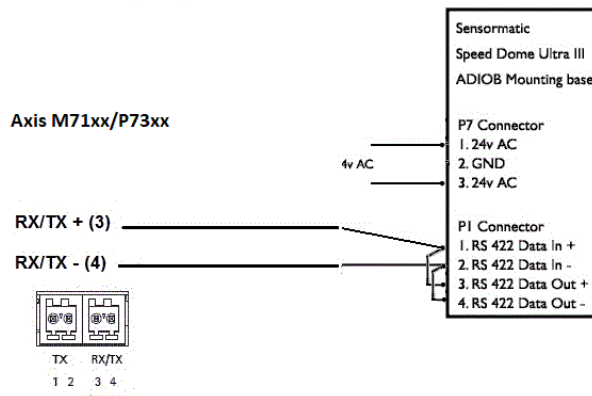 Sensormatic
Speed Dome Ultra III
ADIOB Mounting base
Axis M71xx/P73xx
P7 Connector
1. 24v AC
4v AC
2. GND
3. 24v AC
RX/TX + (3)
P1 Connector
1. RS 422 Data In +
RX/TX - (4)
2. RS 422 Data In -
3. RS 422 Data Out +
4. RS 422 Data Out -
TX RX/TX
1 2 3 4